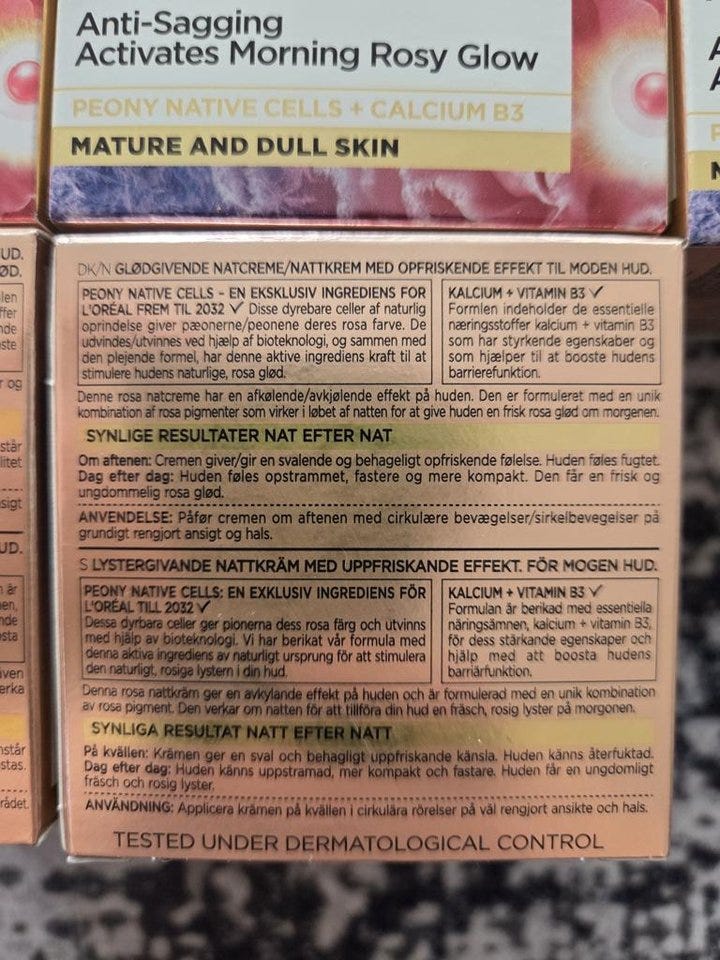 Anti-Sagging
Activates Morning Rosy Glow
PEONY NATIVE CELLS + CALCIUM B3
MATURE AND DULL SKIN
DK/N GLØDGIVENDE NATCREME/NATTKREM MED OPFRISKENDE EFFEKT TIL MODEN HUD.
PEONY NATIVE CELLS – EN EKSKLUSIV INGREDIENS FOR
L'ORÉAL FREM TIL 2032 ✓ Disse dyrebare celler af naturlig
oprindelse giver pæonerne/peonene deres rosa farve. De
udvindes/utvinnes ved hjælp af bioteknologi, og sammen med
den plejende formel, har denne aktive ingrediens kraft til at
stimulere hudens naturlige, rosa glød.
KALCIUM + VITAMIN B3 ✓
Formlen indeholder de essentielle
næringsstoffer kalcium + vitamin B3
som har styrkende egenskaber og
som hjælper til at booste hudens
barrierefunktion.
Denne rosa natcreme har en afkølende/avkjølende effekt på huden. Den er formuleret med en unik
kombination af rosa pigmenter som virker i løbet af natten for at give huden en frisk rosa glød om morgenen.
SYNLIGE RESULTATER NAT EFTER NAT
Om aftenen: Cremen giver/gir en svalende og behageligt opfriskende følelse. Huden føles fugtet.
Dag efter dag: Huden føles opstrammet, fastere og mere kompakt. Den får en frisk og
ungdommelig rosa glød.
ANVENDELSE: Påfør cremen om aftenen med cirkulære bevægelser/sirkelbevegelser på
grundigt rengjort ansigt og hals.
S LYSTERGIVANDE NATTKRÄM MED UPPFRISKANDE EFFEKT. FÖR MOGEN HUD.
PEONY NATIVE CELLS: EN EXKLUSIV INGREDIENS FÖR
L'ORÉAL TILL 2032 ✓
Dessa dyrbara celler ger pionerna dess rosa färg och utvinns
med hjälp av bioteknologi. Vi har berikat vår formula med
denna aktiva ingrediens av naturligt ursprung för att stimulera
den naturligt, rosiga lystern i din hud.
KALCIUM + VITAMIN B3 ✓
Formulan är berikad med essentiella
näringsämnen, kalcium + vitamin B3,
för dess stärkande egenskaper och
hjälp med att boosta hudens
barriärfunktion.
Denna rosa nattkräm ger en avkylande effekt på huden och är formulerad med en unik kombination
av rosa pigment. Den verkar om natten för att tillföra din hud en fräsch, rosig lyster på morgonen.
SYNLIGA RESULTAT NATT EFTER NATT
På kvällen: Krämen ger en sval och behagligt uppfriskande känsla. Huden känns återfuktad.
Dag efter dag: Huden känns uppstramad, mer kompakt och fastare. Huden får en ungdomligt
fräsch och rosig lyster.
ANVÄNDNING: Applicera krämen på kvällen i cirkulära rörelser på väl rengjort ansikte och hals.
TESTED UNDER DERMATOLOGICAL CONTROL